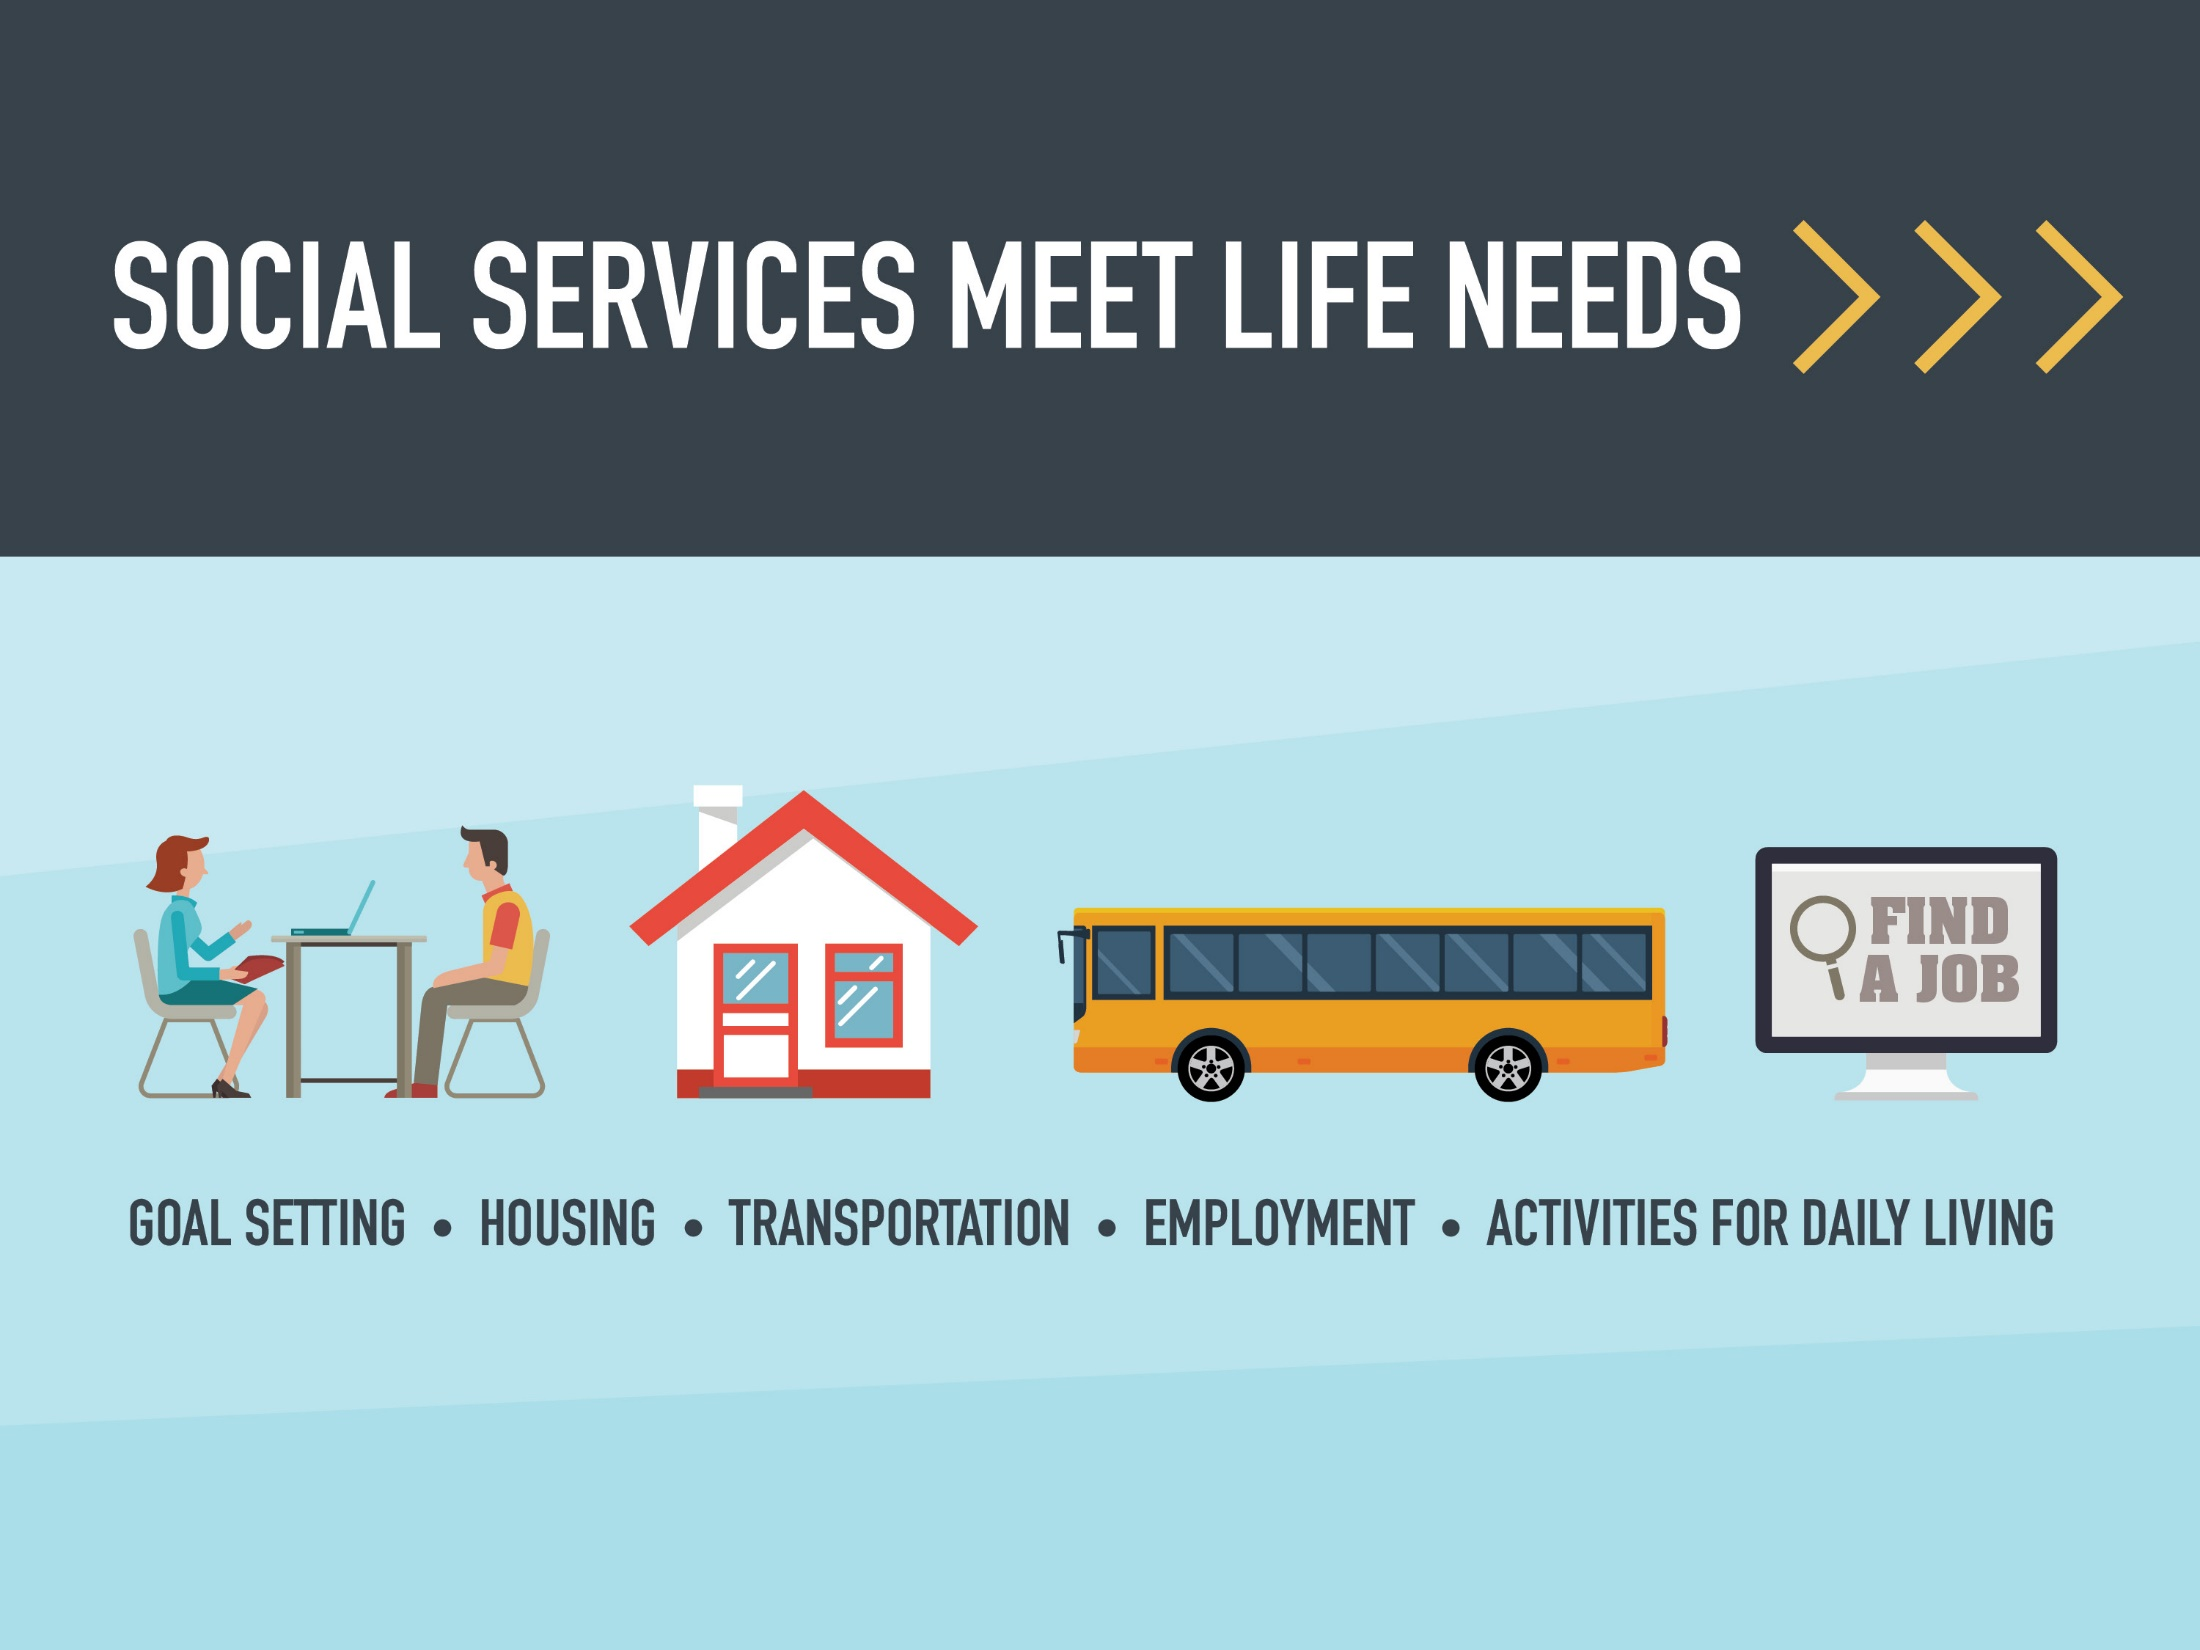 SOCIAL SERVICES MEET LIFE NEEDS
FIND
A JOB
GOAL SETTING • HOUSING • TRANSPORTATION • EMPLOYMENT • ACTIVITIES FOR DAILY LIVING